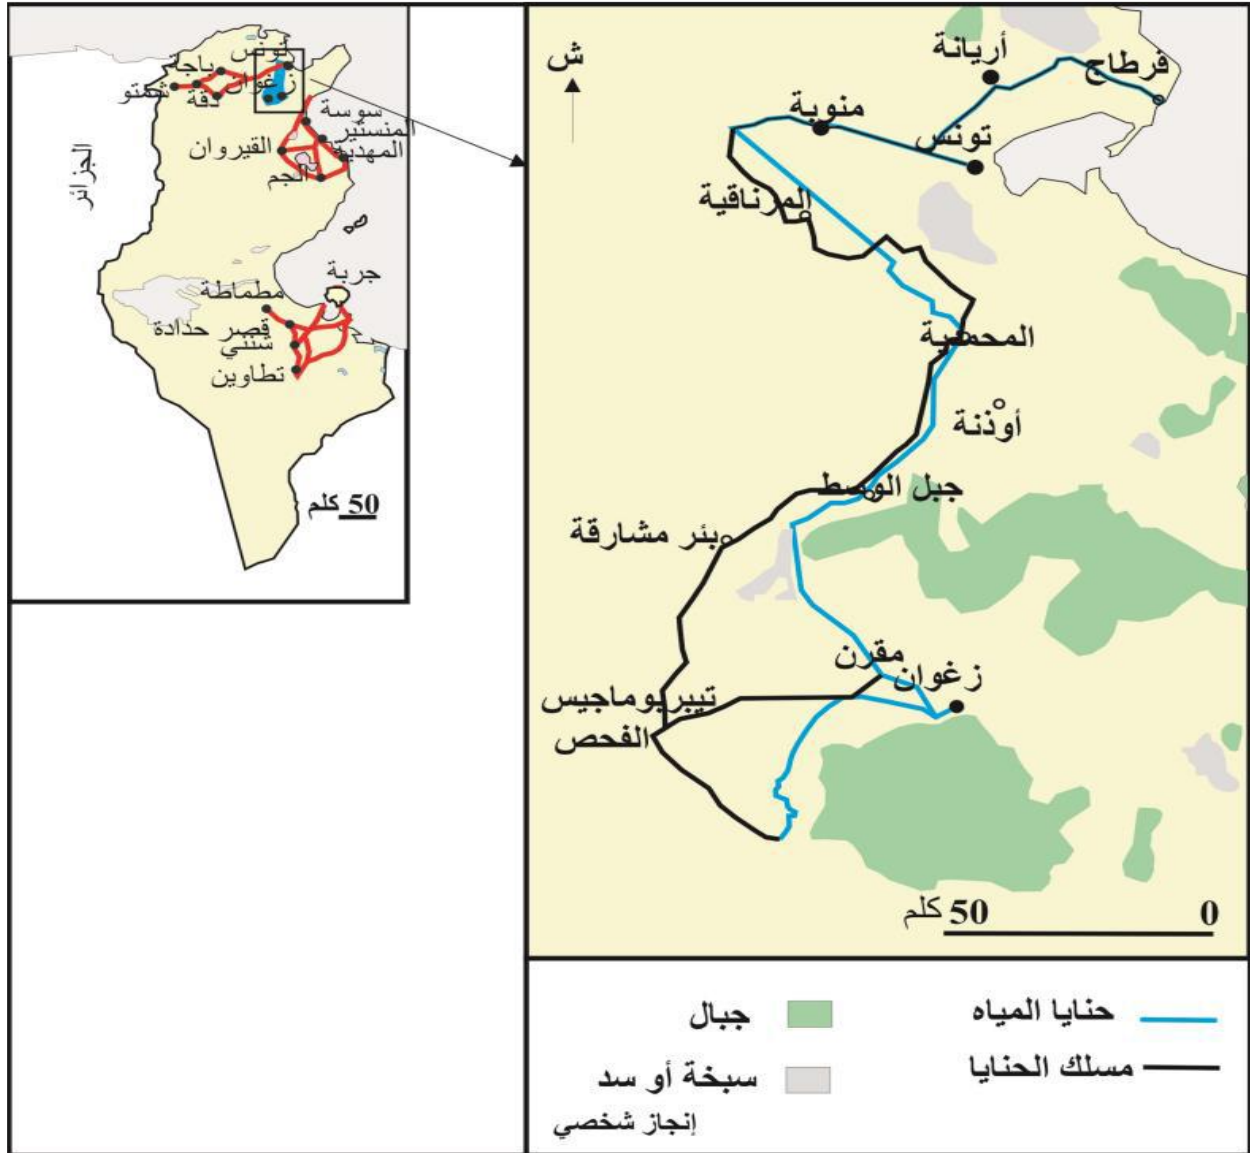 تونس
باجة
زغوان
شمتو
دقة
سوسة
المنستير
القيروان
المهدية
الجم
الجزائر
جربة
مطماطة
قصر حدادة
شنني
تطاوين
50 كلم
ش
أريانة
قرطاج
منوبة
تونس
المرناقية
المحمدية
أوذنة
جبل الوسط
بئر مشارقة
مقرن
زغوان
تيبربوماجيس
الفحص
0
50 كلم
حنايا المياه
جبال
مسلك الحنايا
سبخة أو سد
إنجاز شخصي